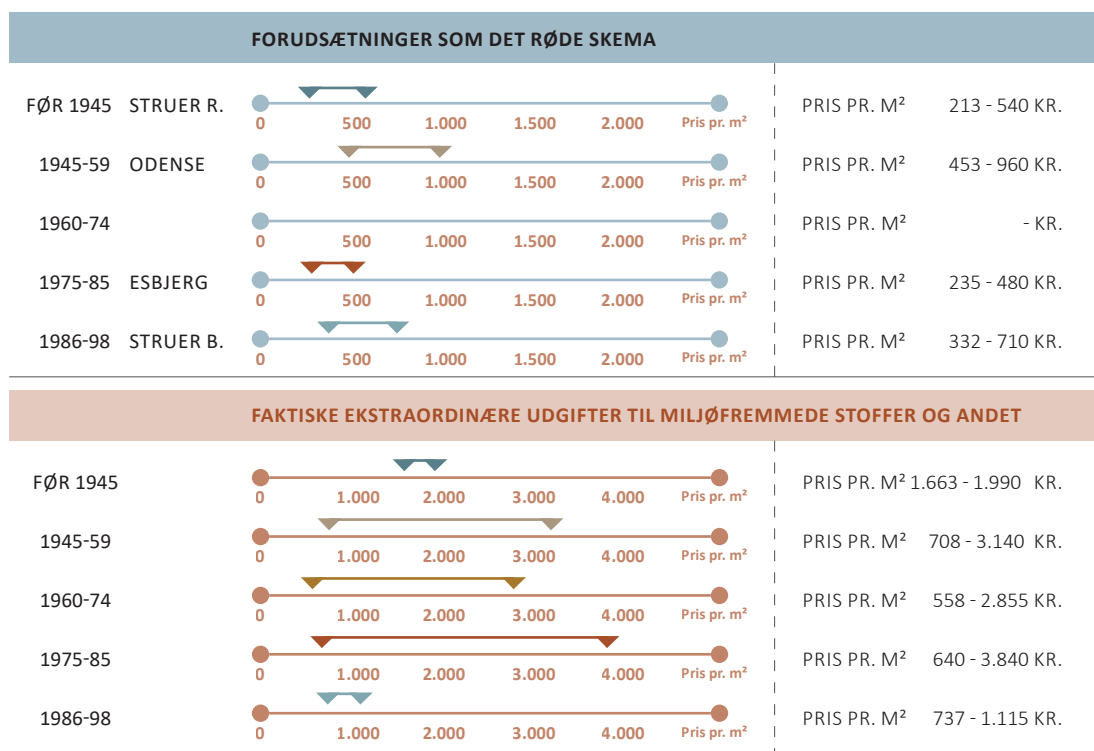 FORUDSÆTNINGER SOM DET RØDE SKEMA
FØR 1945 STRUER R. PRIS PR. M² 213 - 540 KR.
0 500 1.000 1.500 2.000 Pris pr. m²
1945-59 ODENSE PRIS PR. M² 453 - 960 KR.
0 500 1.000 1.500 2.000 Pris pr. m²
1960-74 PRIS PR. M² - KR.
0 500 1.000 1.500 2.000 Pris pr. m²
1975-85 ESBJERG PRIS PR. M² 235 - 480 KR.
0 500 1.000 1.500 2.000 Pris pr. m²
1986-98 STRUER B. PRIS PR. M² 332 - 710 KR.
0 500 1.000 1.500 2.000 Pris pr. m²
FAKTISKE EKSTRAORDINÆRE UDGIFTER TIL MILJØFREMMEDE STOFFER OG ANDET
FØR 1945 PRIS PR. M² 1.663 - 1.990 KR.
0 1.000 2.000 3.000 4.000 Pris pr. m²
1945-59 PRIS PR. M² 708 - 3.140 KR.
0 1.000 2.000 3.000 4.000 Pris pr. m²
1960-74 PRIS PR. M² 558 - 2.855 KR.
0 1.000 2.000 3.000 4.000 Pris pr. m²
1975-85 PRIS PR. M² 640 - 3.840 KR.
0 1.000 2.000 3.000 4.000 Pris pr. m²
1986-98 PRIS PR. M² 737 - 1.115 KR.
0 1.000 2.000 3.000 4.000 Pris pr. m²